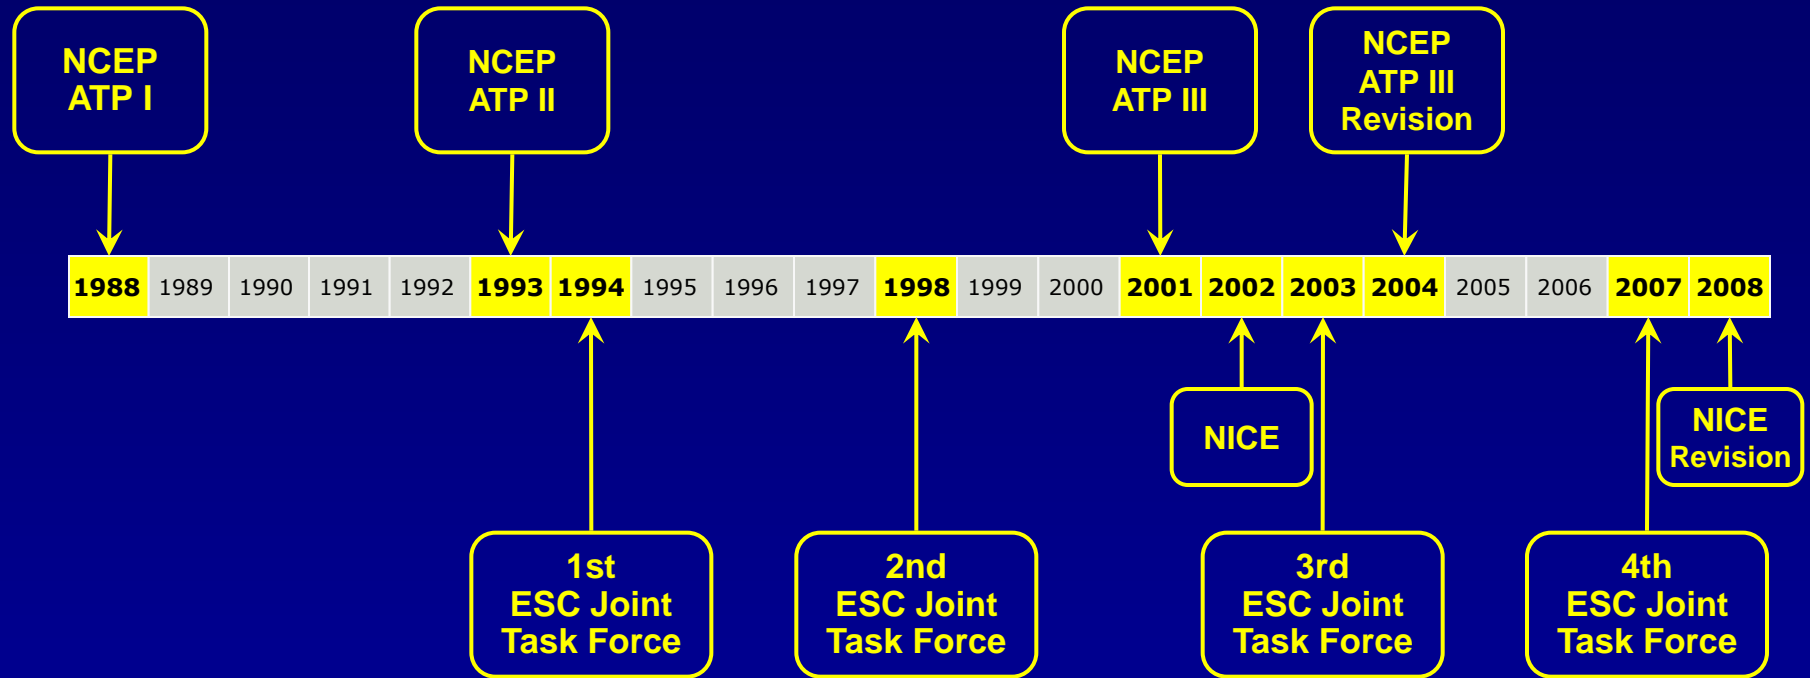 NCEP
ATP I
NCEP
ATP II
NCEP
ATP III
NCEP
ATP III
Revision
1988 1989 1990 1991 1992 1993 1994 1995 1996 1997 1998 1999 2000 2001 2002 2003 2004 2005 2006 2007 2008
NICE
NICE
Revision
1st
ESC Joint
Task Force
2nd
ESC Joint
Task Force
3rd
ESC Joint
Task Force
4th
ESC Joint
Task Force